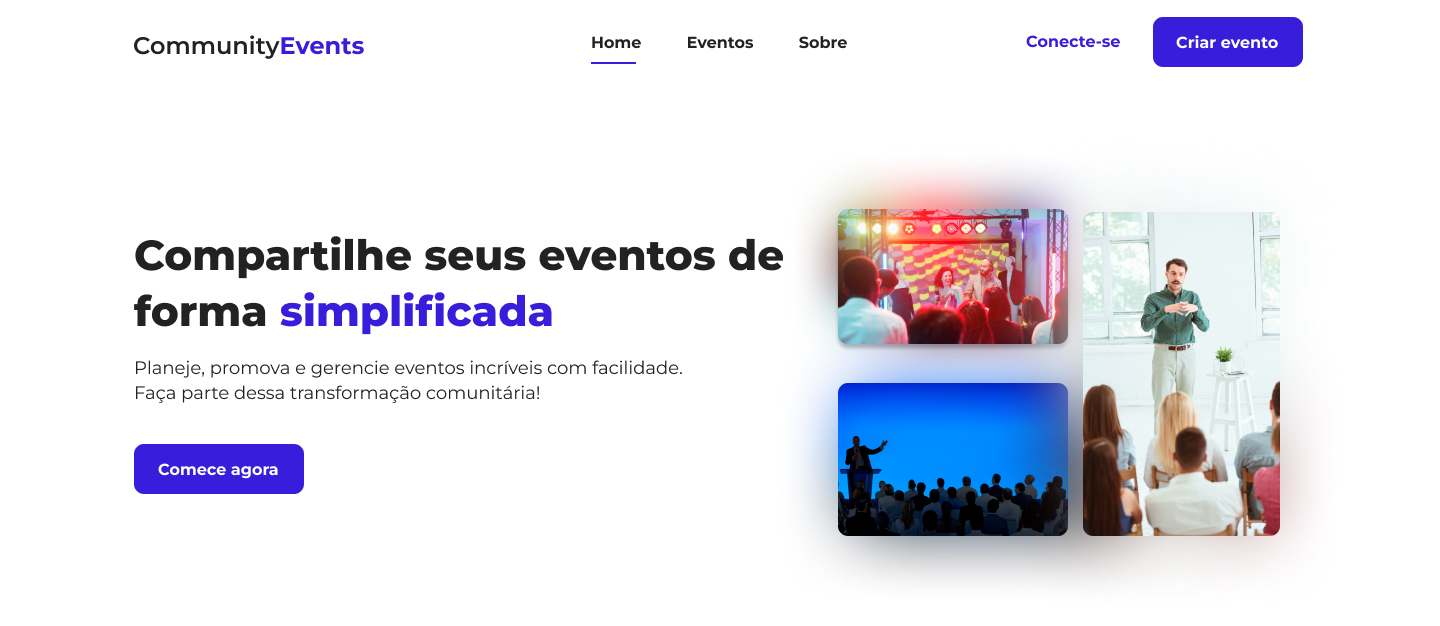 CommunityEvents
Home Eventos Sobre
Conecte-se
Criar evento
Compartilhe seus eventos de
forma simplificada
Planeje, promova e gerencie eventos incríveis com facilidade.
Faça parte dessa transformação comunitária!
Comece agora